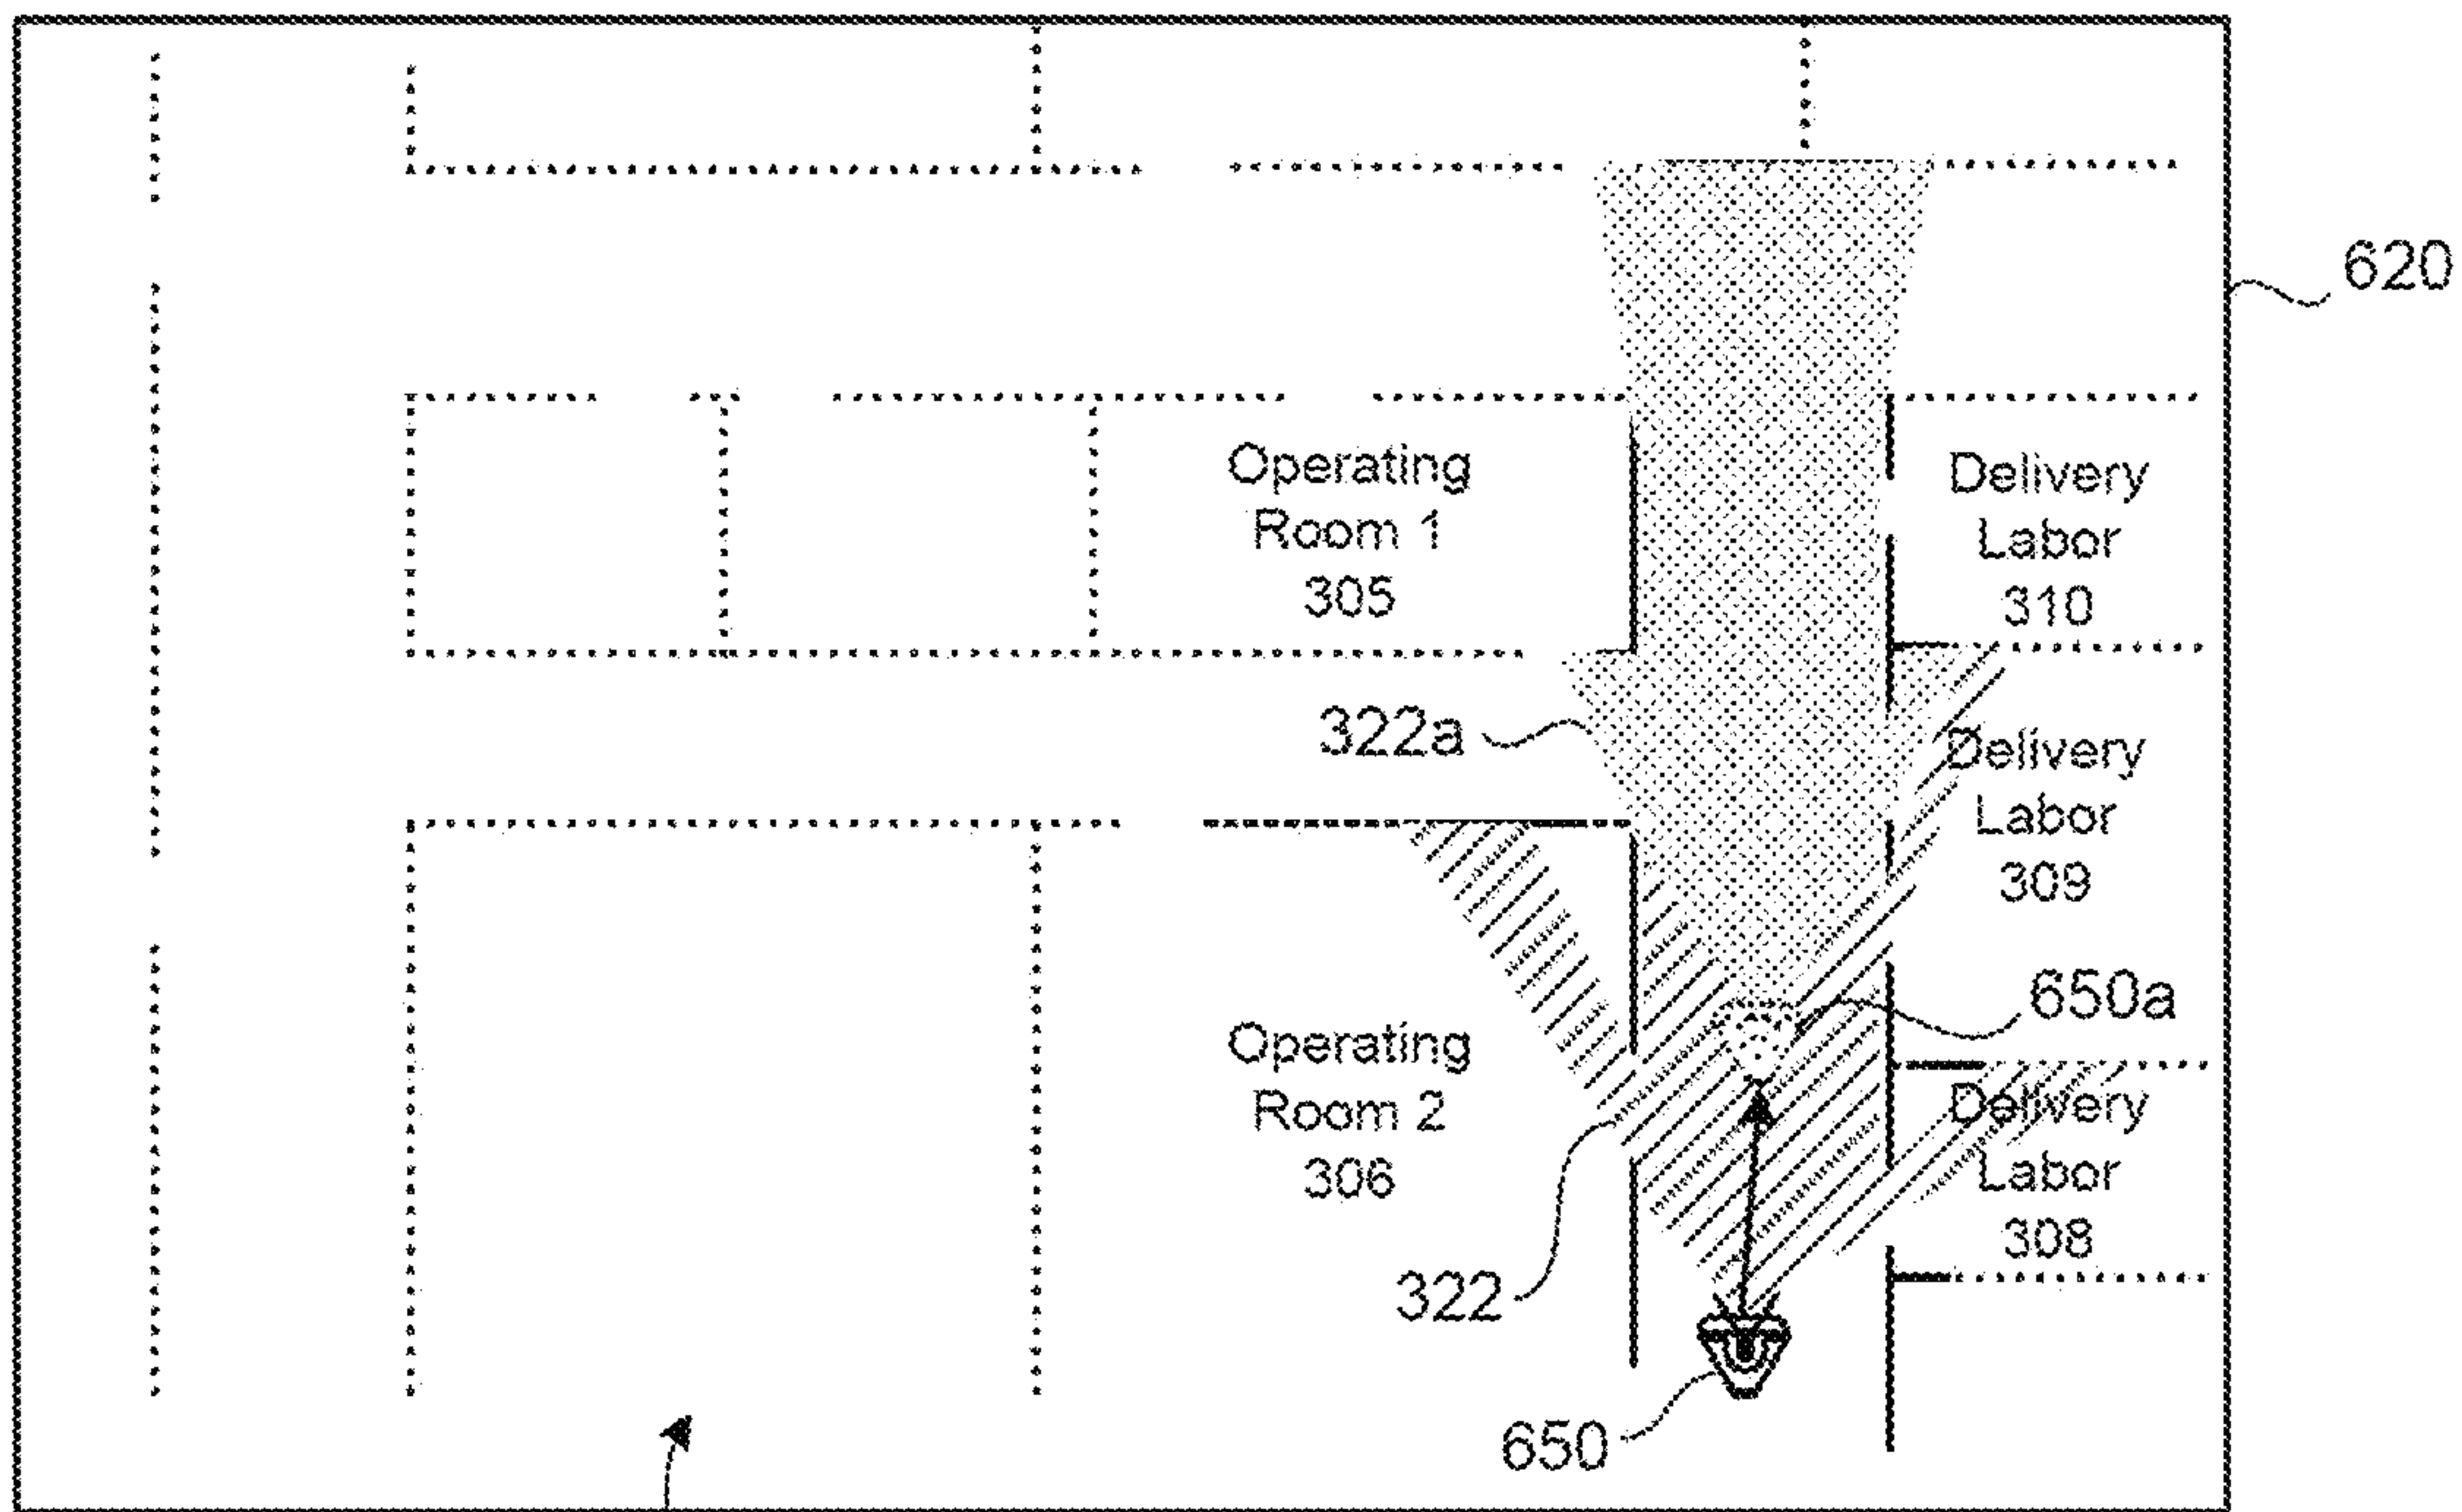 620
Operating
Room 1
305
Delivery
Labor
310
322a
Delivery
Labor
309
650a
Operating
Room 2
306
Delivery
Labor
308
322
650